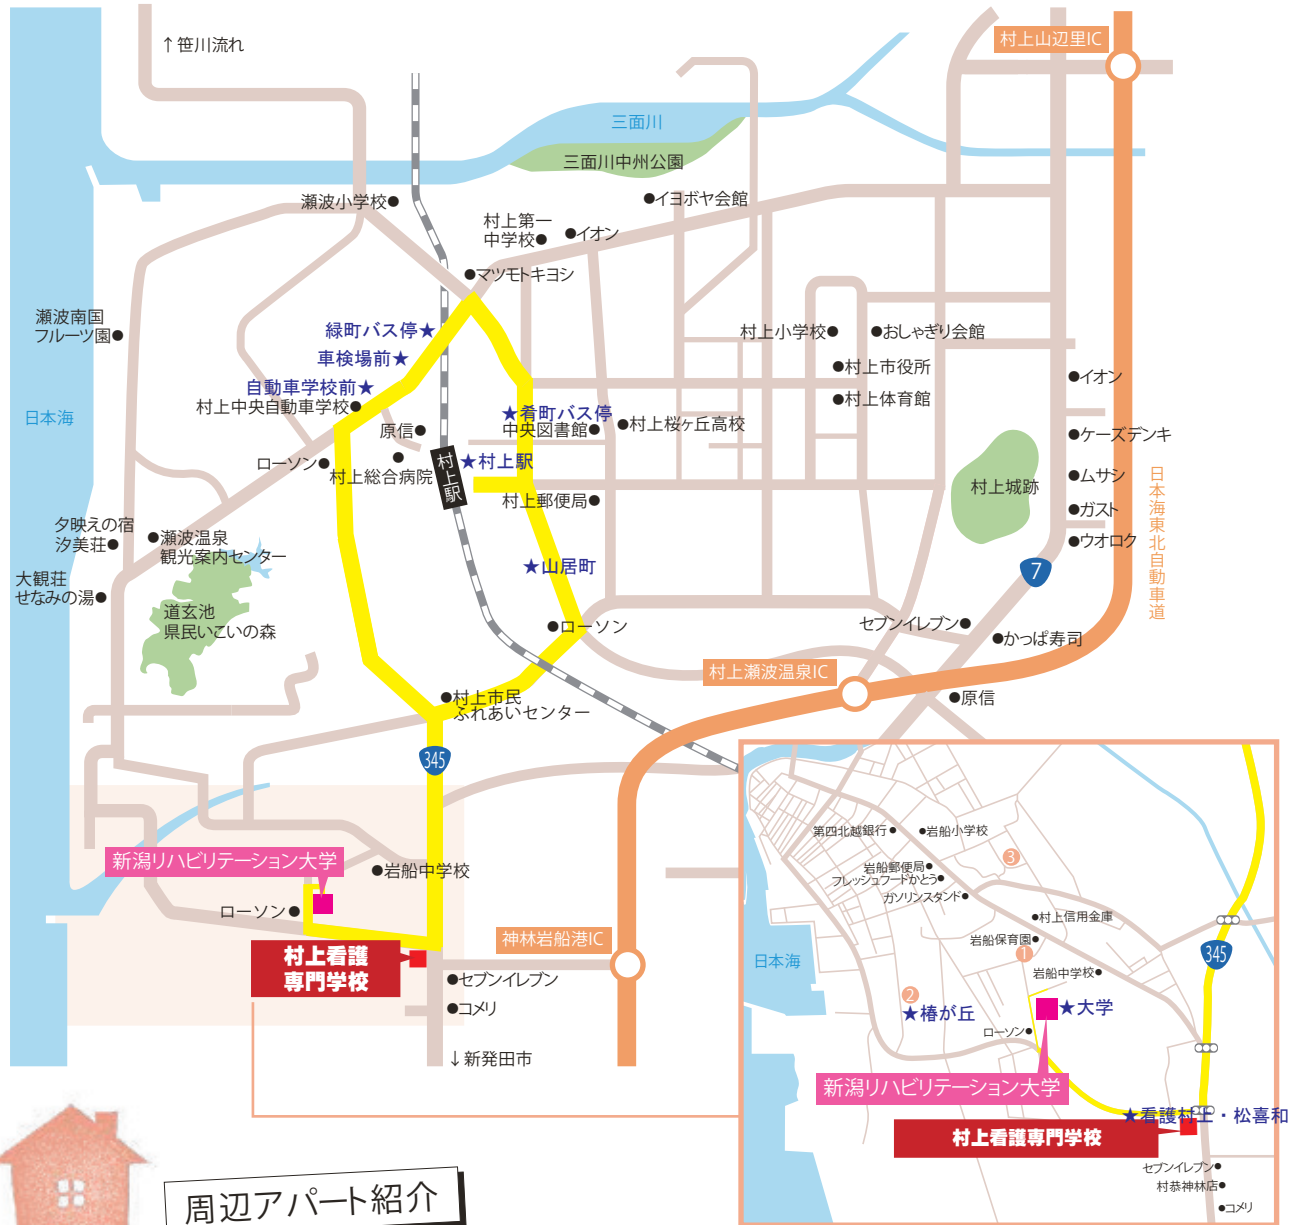 ↑笹川流れ
村上山辺里IC
三面川
三面川中州公園
瀬波小学校●
●イヨボヤ会館
村上第一
中学校●
●イオン
●マツモトキヨシ
瀬波南国
フルーツ園●
緑町バス停★
車検場前★
自動車学校前★
村上中央自動車学校●
村上小学校●
●おしゃぎり会館
●村上市役所
●村上体育館
●イオン
日本海
★肴町バス停
中央図書館●
●村上桜ヶ丘高校
原信●
●ケーズデンキ
ローソン●
●
村上総合病院
村上駅
★村上駅
村上郵便局●
村上城跡
●ムサシ
●ガスト
●ウオロク
日本海東北自動車道
夕映えの宿
汐美荘●
●瀬波温泉
観光案内センター
★山居町
7
大観荘
せなみの湯●
道玄池
県民いこいの森
●ローソン
セブンイレブン●
●かっぱ寿司
村上瀬波温泉IC
●村上市民
ふれあいセンター
●原信
345
新潟リハビリテーション大学
●岩船中学校
ローソン●
村上看護
専門学校
神林岩船港IC
●セブンイレブン
●コメリ
↓新発田市
第四北越銀行●
●岩船小学校
3
岩船郵便局●
フレッシュフードかとう●
ガソリンスタンド●
●村上信用金庫
岩船保育園●
1
日本海
345
岩船中学校●
2
★椿が丘
★大学
ローソン●
新潟リハビリテーション大学
★看護村上・松喜和
村上看護専門学校
セブンイレブン●
村恭神林店●
●コメリ
周辺アパート紹介